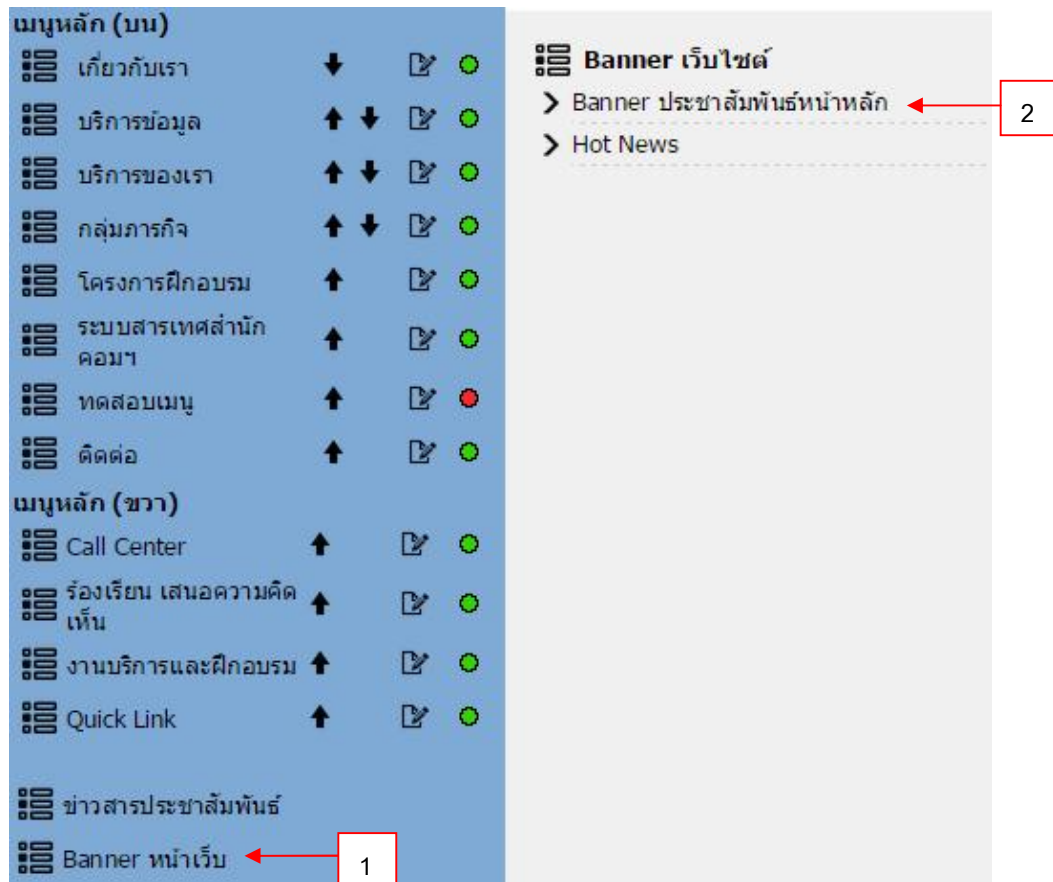 เมนูหลัก (บน)
เกี่ยวกับเรา
บริการข้อมูล
บริการของเรา
กลุ่มภารกิจ
โครงการฝึกอบรม
ระบบสารเทศสำนัก
คอมฯ
ทดสอบเมนู
ติดต่อ
เมนูหลัก (ขวา)
Call Center
ร้องเรียน เสนอความคิด
เห็น
งานบริการและฝึกอบรม
Quick Link
ข่าวสารประชาสัมพันธ์
Banner หน้าเว็บ
1
Banner เว็บไซต์
Banner ประชาสัมพันธ์หน้าหลัก
2
Hot News